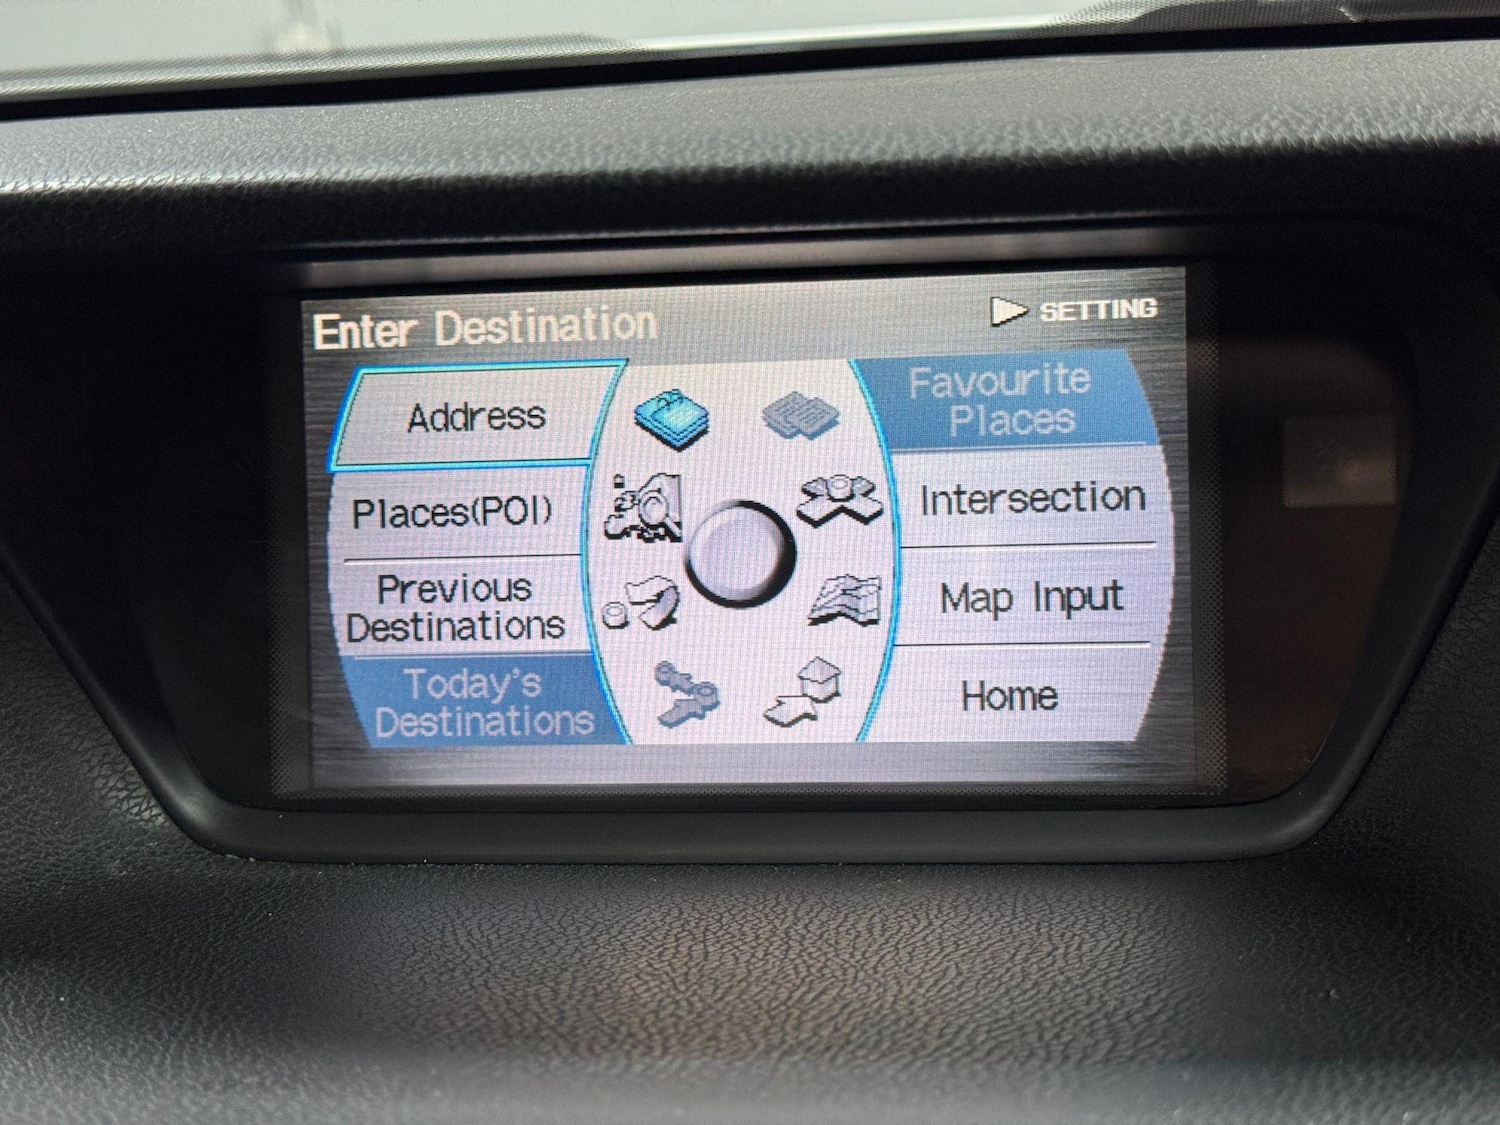 Enter Destination
SETTING
Address
Places(POI)
Previous
Destinations
Today's
Destinations
Favourite
Places
Intersection
Map Input
Home